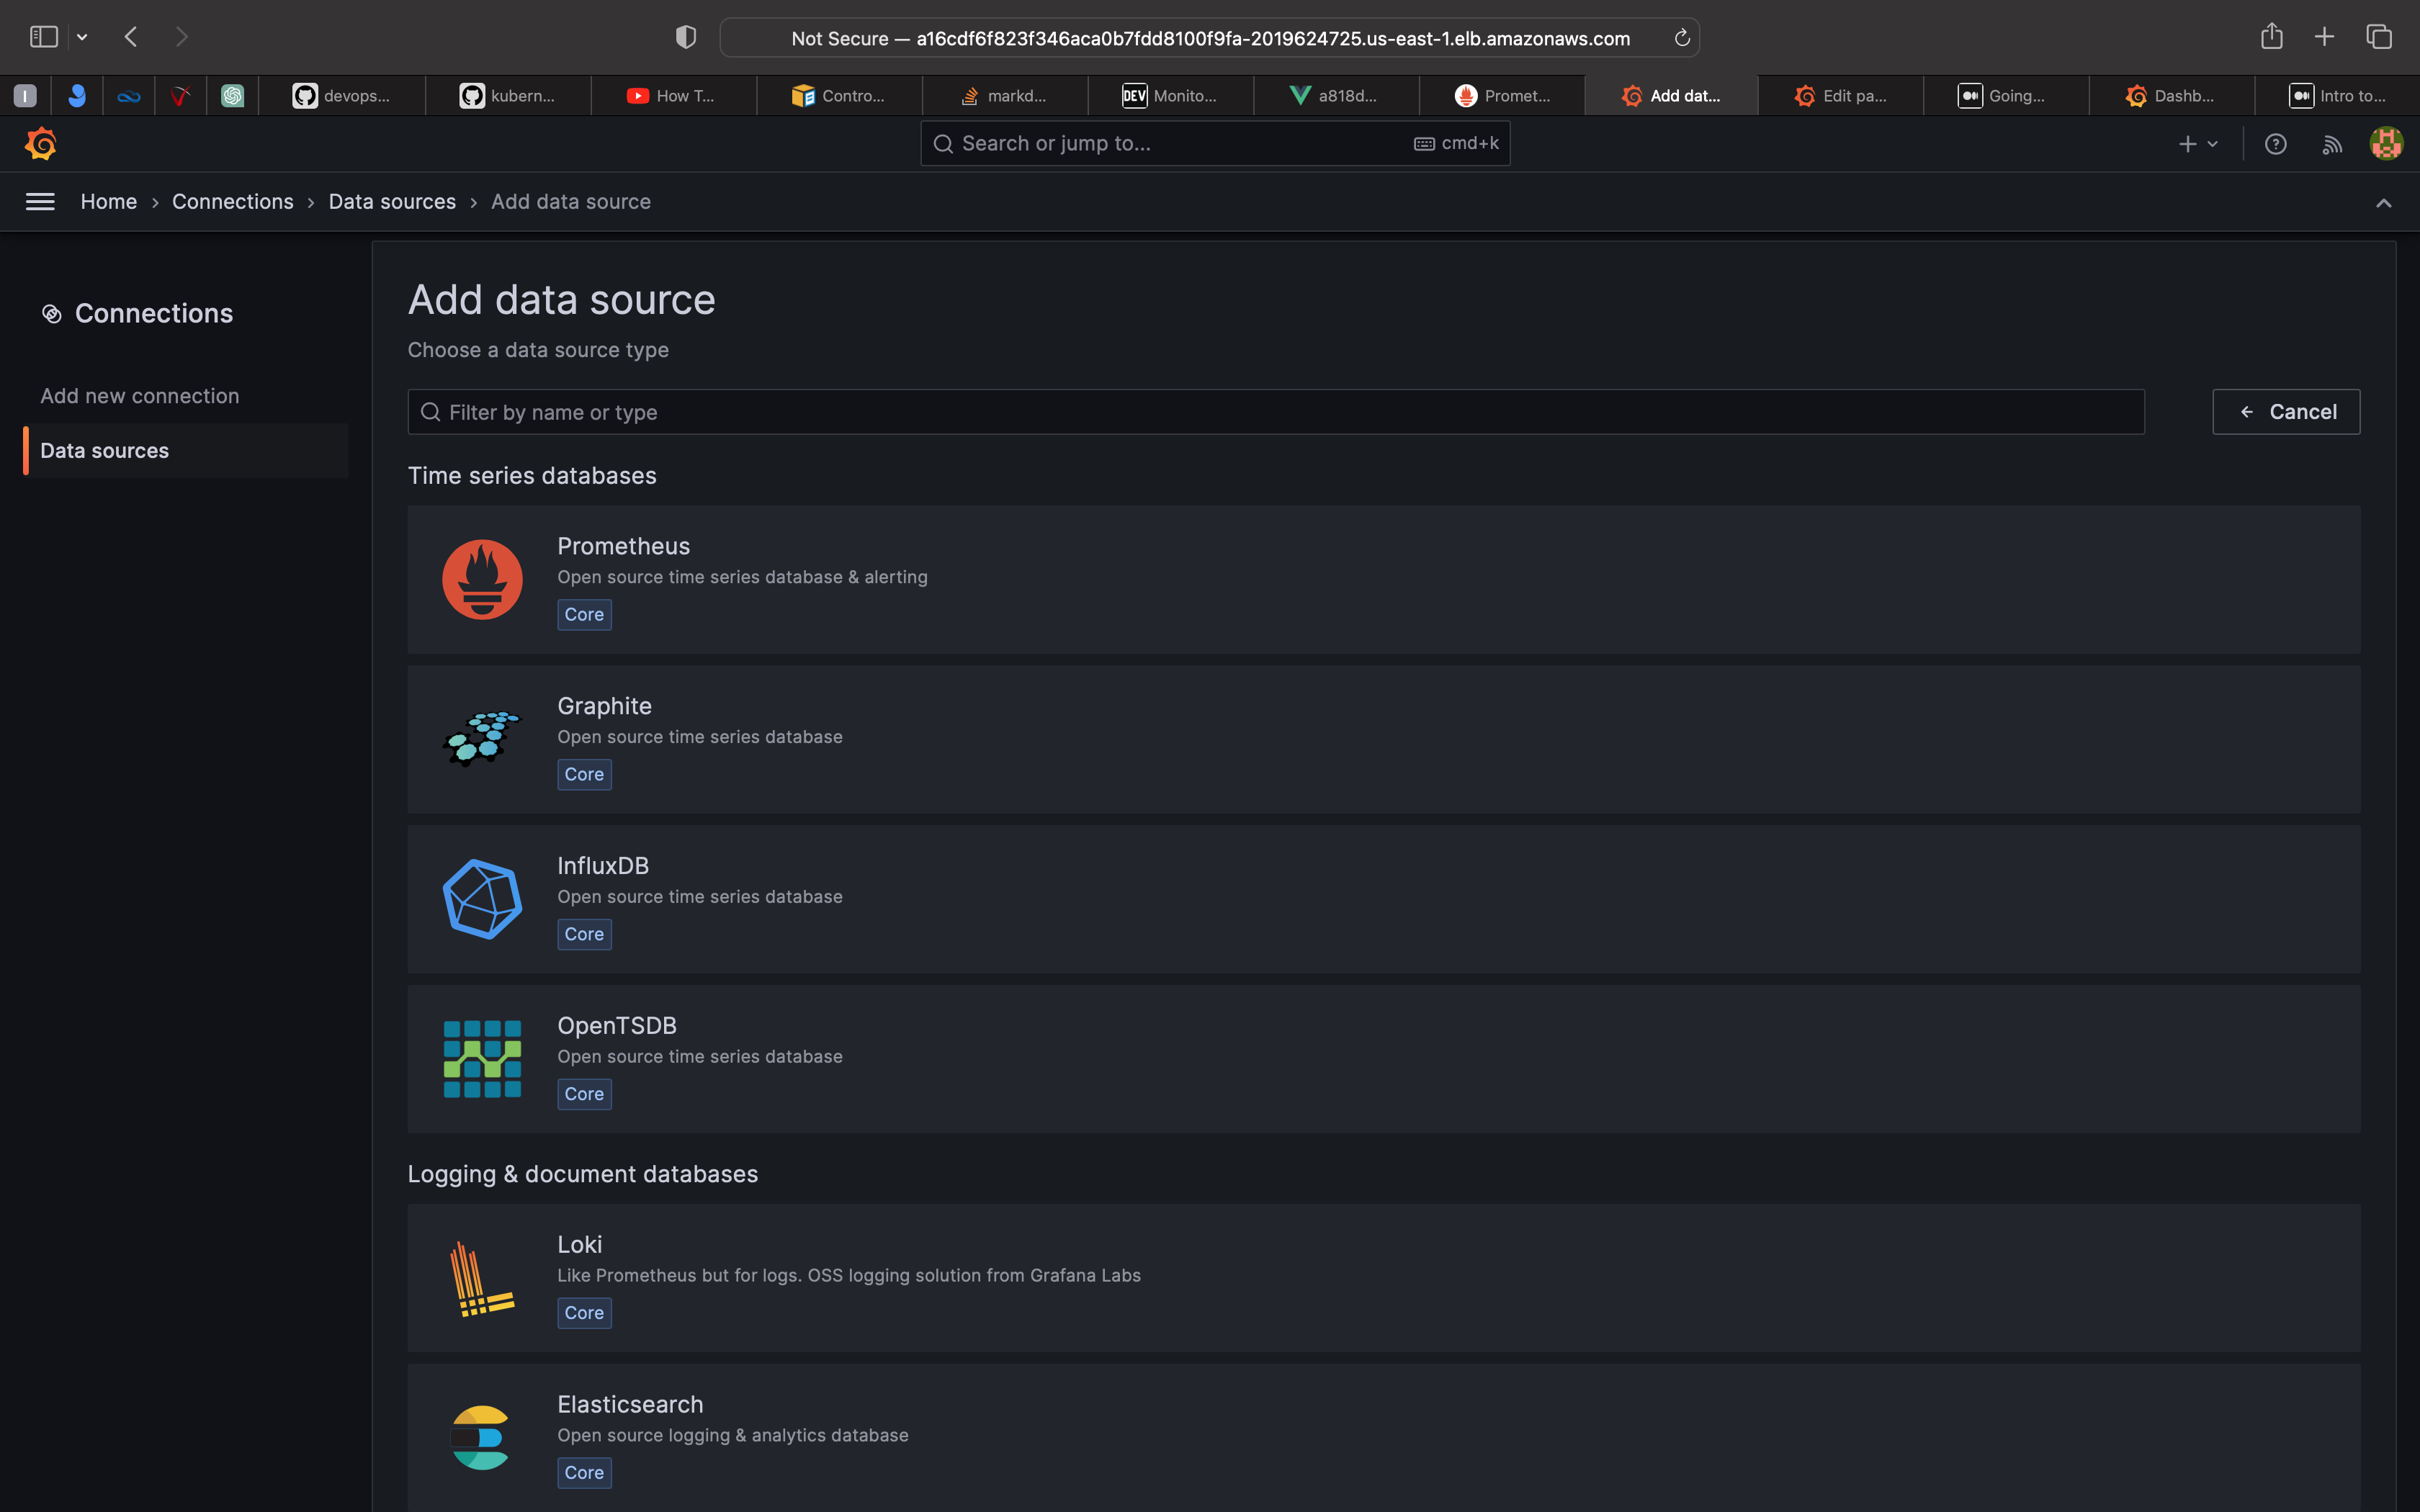 Not Secure — a16cdf6f823f346aca0b7fdd8100f9fa-2019624725.us-east-1.elb.amazonaws.com
I devops... kubern... How T... Contro... markd... DEV Monito... a818d... Promet... Add dat... Edit pa... Going... Dashb... Intro to...
Search or jump to... cmd+k
Home › Connections › Data sources › Add data source
Connections
Add new connection
Data sources
Add data source
Choose a data source type
Filter by name or type
Cancel
Time series databases
Prometheus
Open source time series database & alerting
Core
Graphite
Open source time series database
Core
InfluxDB
Open source time series database
Core
OpenTSDB
Open source time series database
Core
Logging & document databases
Loki
Like Prometheus but for logs. OSS logging solution from Grafana Labs
Core
Elasticsearch
Open source logging & analytics database
Core